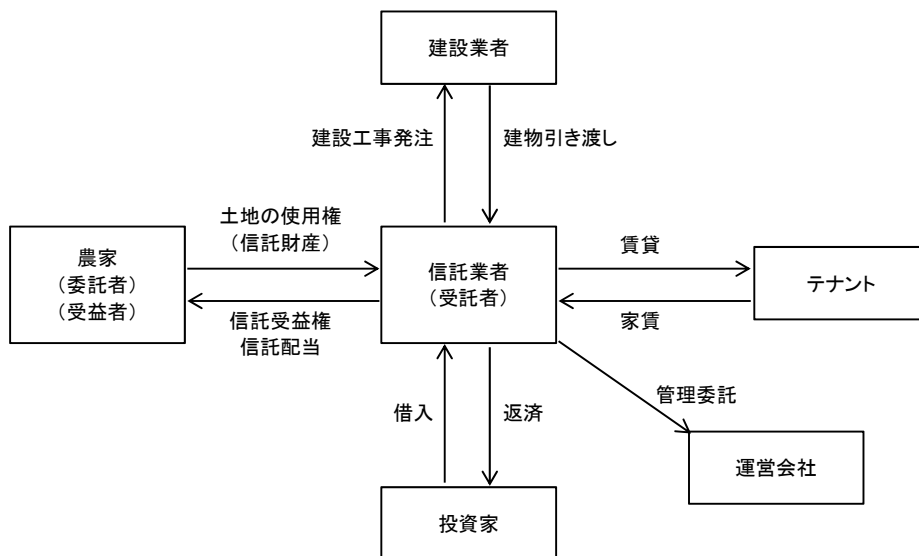 建設業者
建設工事発注
建物引き渡し
土地の使用権
（信託財産）
農家
（委託者）
（受益者）
信託業者
（受託者）
賃貸
テナント
家賃
信託受益権
信託配当
管理委託
借入
返済
運営会社
投資家